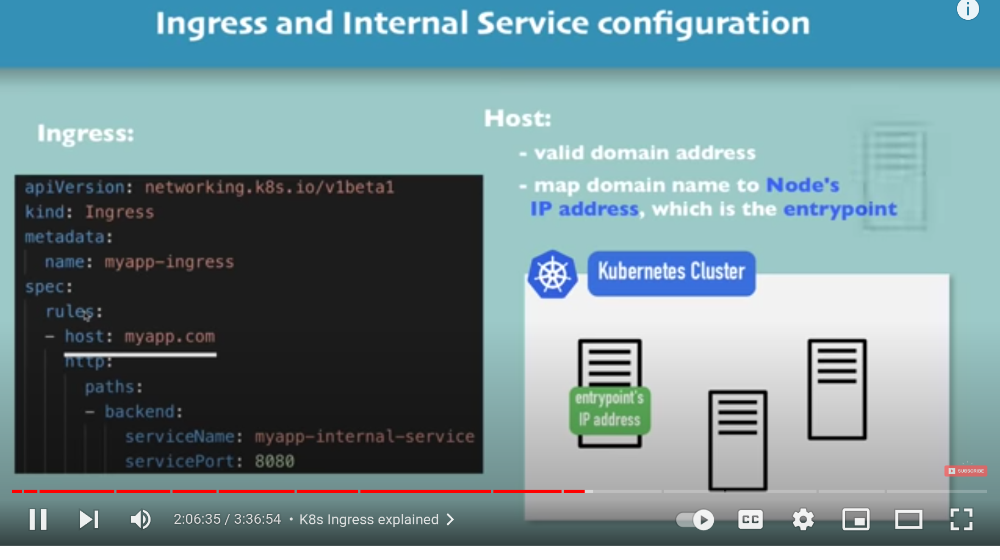 Ingress and Internal Service configuration
Ingress:
apiVersion: networking.k8s.io/v1beta1
kind: Ingress
metadata:
name: myapp-ingress
spec:
rules:
- host: myapp.com
http:
paths:
- backend:
serviceName: myapp-internal-service
servicePort: 8080
Host:
- valid domain address
- map domain name to Node's
IP address, which is the entrypoint
Kubernetes Cluster
entrypoint's
IP address
SUBSCRIBE
2:06:35 / 3:36:54 • K8s Ingress explained
CC